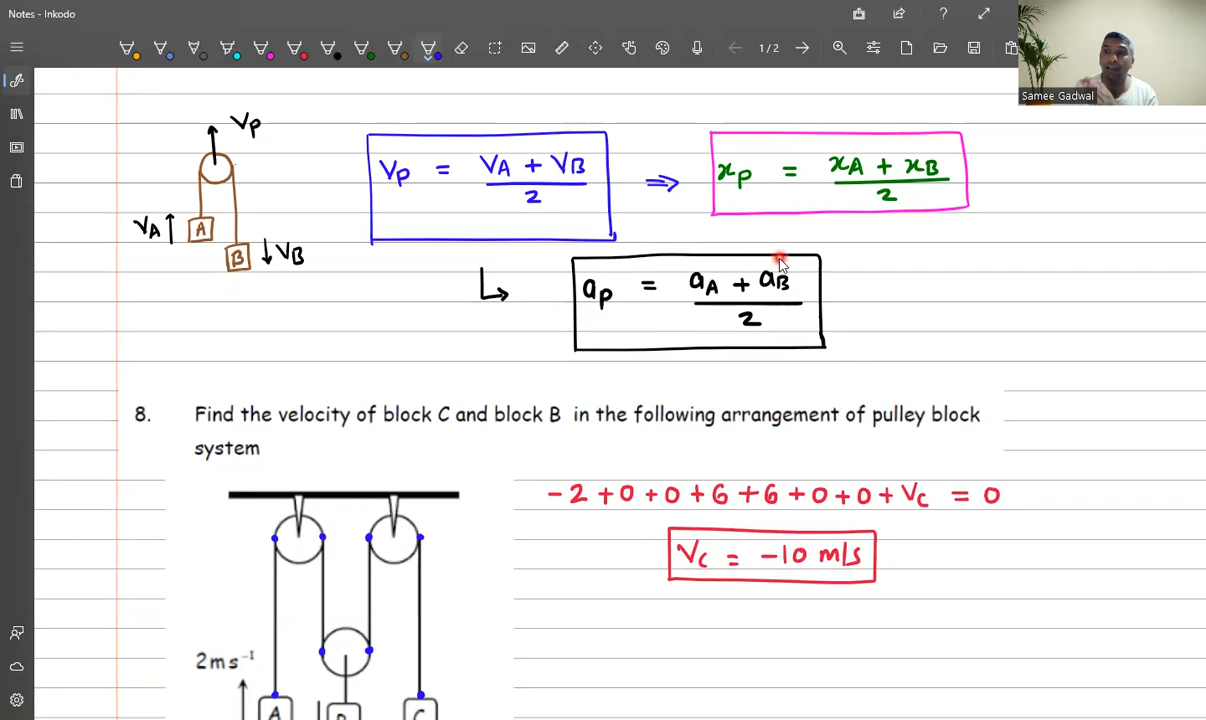 Notes - Inkodo
1/2
Samee Gadwal
VP
VA
A
B
VB
VP = VA + VB / 2
⇒
xP = xA + xB / 2
aP = aA + aB / 2
8. Find the velocity of block C and block B in the following arrangement of pulley block
system
-2 + 0 + 0 + 6 + 6 + 0 + 0 + VC = 0
VC = -10 m/s
2ms⁻¹
A
C